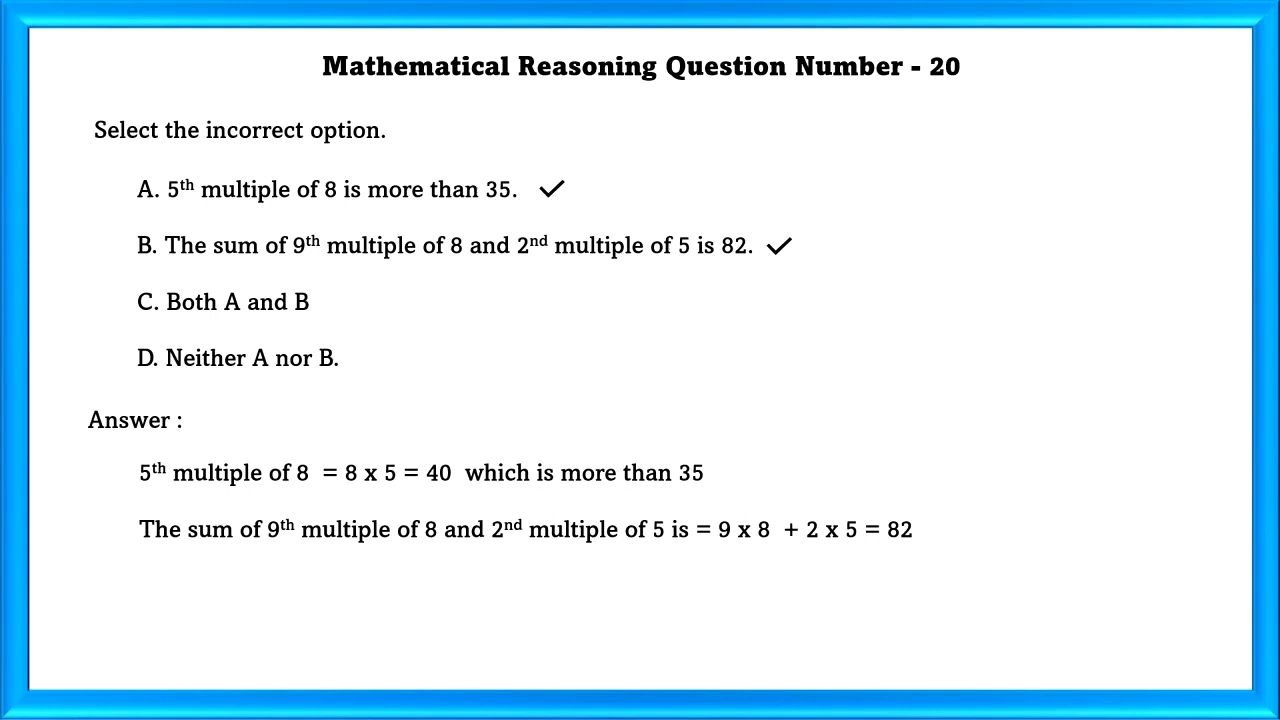 Mathematical Reasoning Question Number - 20
Select the incorrect option.
A. 5th multiple of 8 is more than 35. ✓
B. The sum of 9th multiple of 8 and 2nd multiple of 5 is 82. ✓
C. Both A and B
D. Neither A nor B.
Answer :
5th multiple of 8 = 8 x 5 = 40 which is more than 35
The sum of 9th multiple of 8 and 2nd multiple of 5 is = 9 x 8 + 2 x 5 = 82